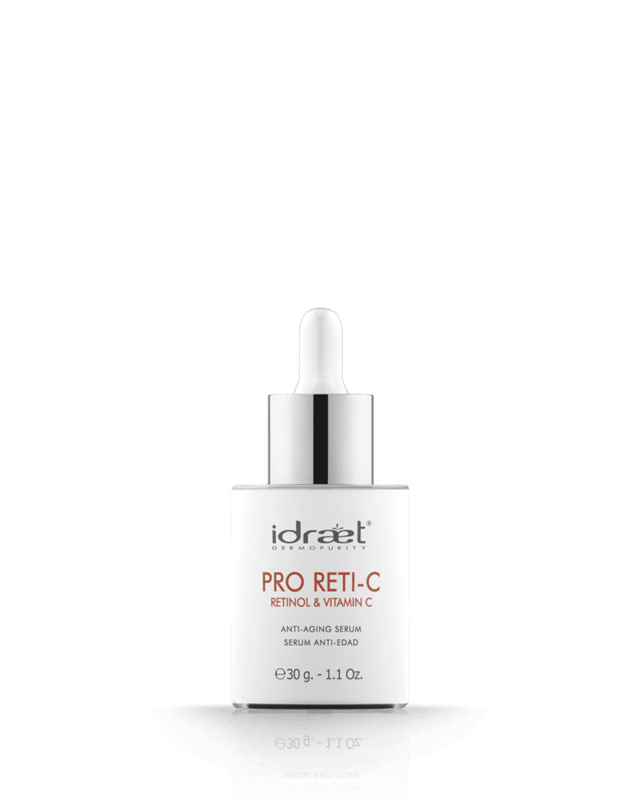 idraet®
DERMOPURITY
PRO RETI-C
RETINOL & VITAMIN C
ANTI-AGING SERUM
SERUM ANTI-EDAD
℮30 g. - 1.1 Oz.